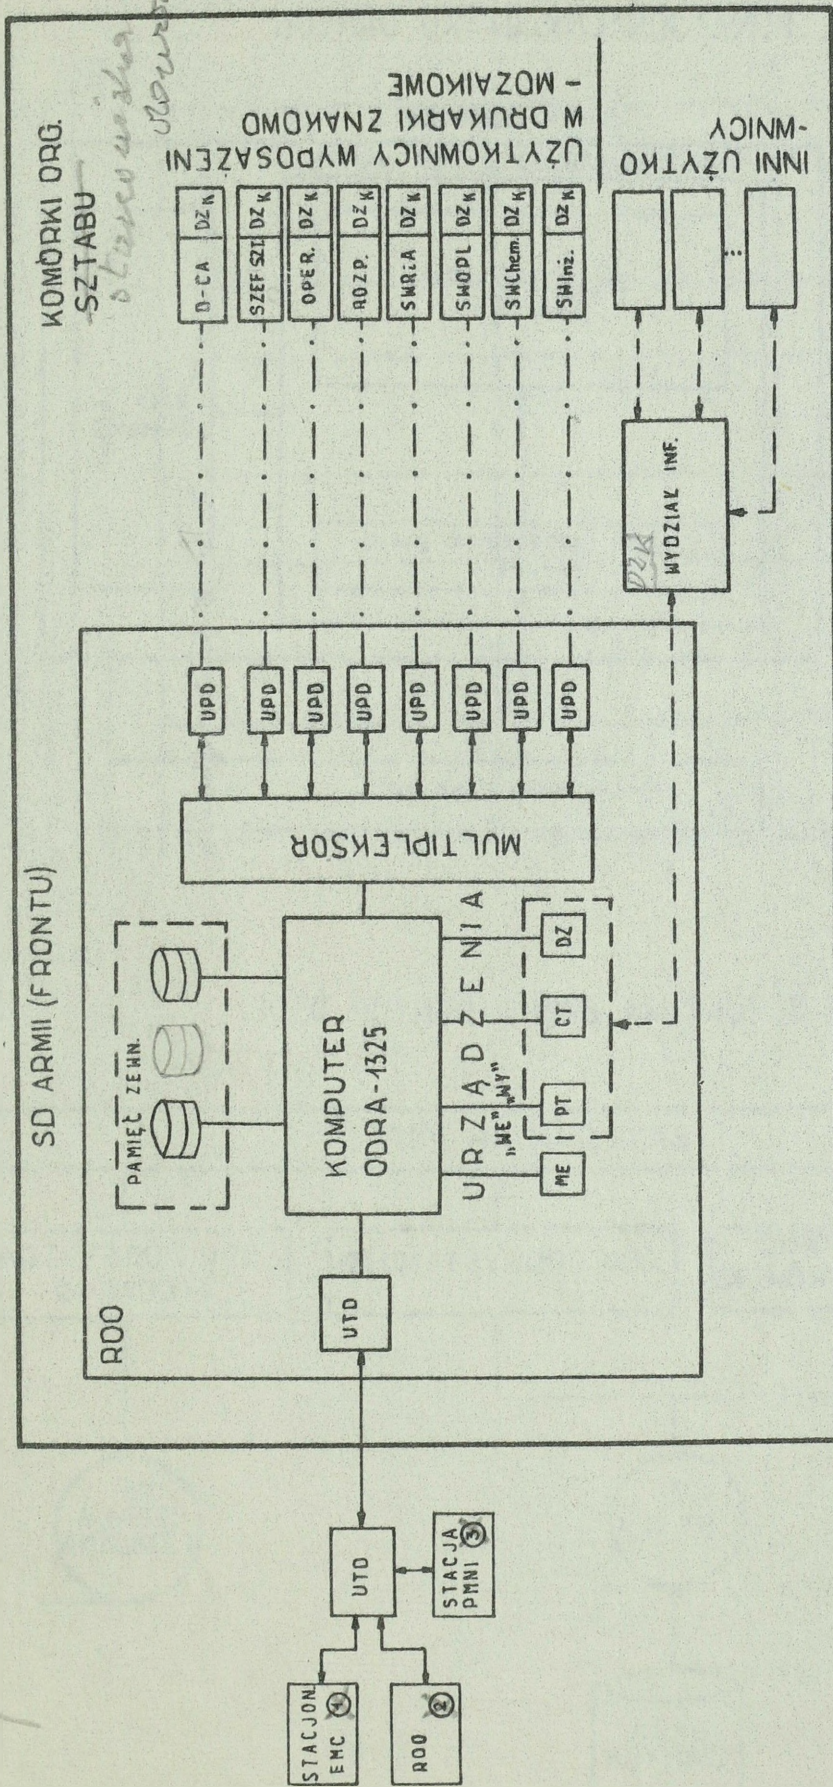 SD ARMII (FRONTU)
KOMÓRKI ORG.
SZTABU
ROO
PAMIĘĆ ZEWN.
KOMPUTER
ODRA-1325
MULTIPLEKSOR
UTD
URZĄDZENIA
„WE" „WY"
ME
PT
CT
DZ
UPD
UPD
UPD
UPD
UPD
UPD
UPD
UPD
D-CA DZK
SZEF SZT. DZK
OPER. DZK
ROZP. DZK
SWRiA DZK
SWOPL DZK
SWChem. DZK
SWInż. DZK
UŻYTKOWNICY WYPOSAŻENI
W DRUKARKI ZNAKOWO
- MOZAIKOWE
INNI UŻYTKO
-WNICY
...
DZK
WYDZIAŁ INF.
UTD
STACJON.
EMC 1
ROO 2
STACJA
PMNI 3